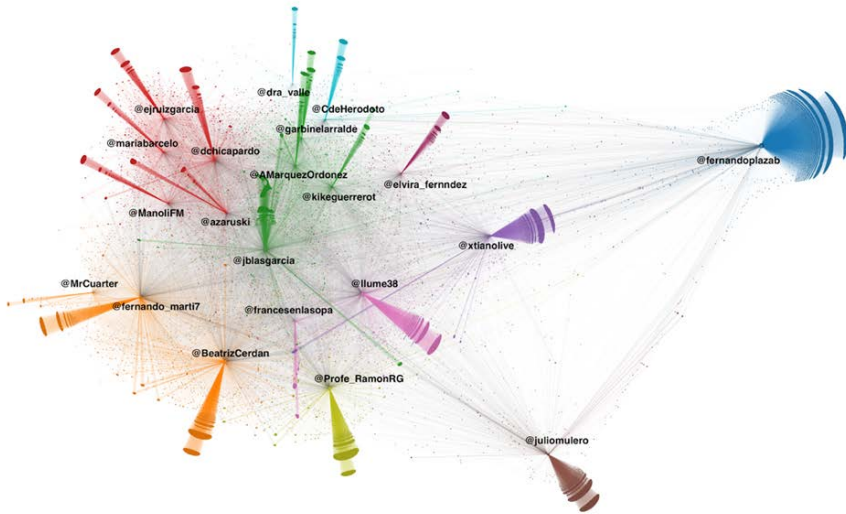 @dra_valle
@CdeHerodoto
@ejruizgarcia
@garbinelarralde
@mariabarcelo
@dchicapardo
@fernandoplazab
@AMarquezOrdonez
@elvira_fernndez
@kikeguerrerot
@ManoliFM
@azaruski
@xtianolive
@jblasgarcia
@MrCuarter
@llume38
@fernando_marti7
@francesenlasopa
@BeatrizCerdan
@Profe_RamonRG
@juliomulero